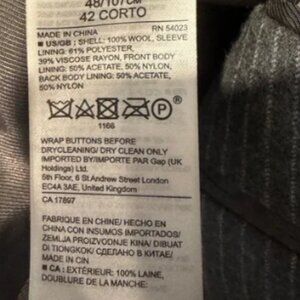 48/107CM
42 CORTO
MADE IN CHINA RN 54023
■ US/GB : SHELL: 100% WOOL, SLEEVE
LINING: 61% POLYESTER,
39% VISCOSE RAYON, FRONT BODY
LINING: 50% ACETATE, 50% NYLON,
BACK BODY LINING: 50% ACETATE,
50% NYLON
P ®
1166
WRAP BUTTONS BEFORE
DRYCLEANING/ DRY CLEAN ONLY
IMPORTED BY/IMPORTE PAR Gap (UK
Holdings) Ltd.
5th Floor, 6 St Andrew Street London
EC4A 3AE, United Kingdom
CA 17897
FABRIQUE EN CHINE/ HECHO EN
CHINA CON INSUMOS IMPORTADOS/
ZEMLJA PROIZVODNJE KINA/ DIBUAT
DI TIONGKOK/ СДЕЛАНО В КИТАЕ/
MADE IN CIN
■ CA : EXTÉRIEUR: 100% LAINE,
DOUBLURE DE LA MANCHE: